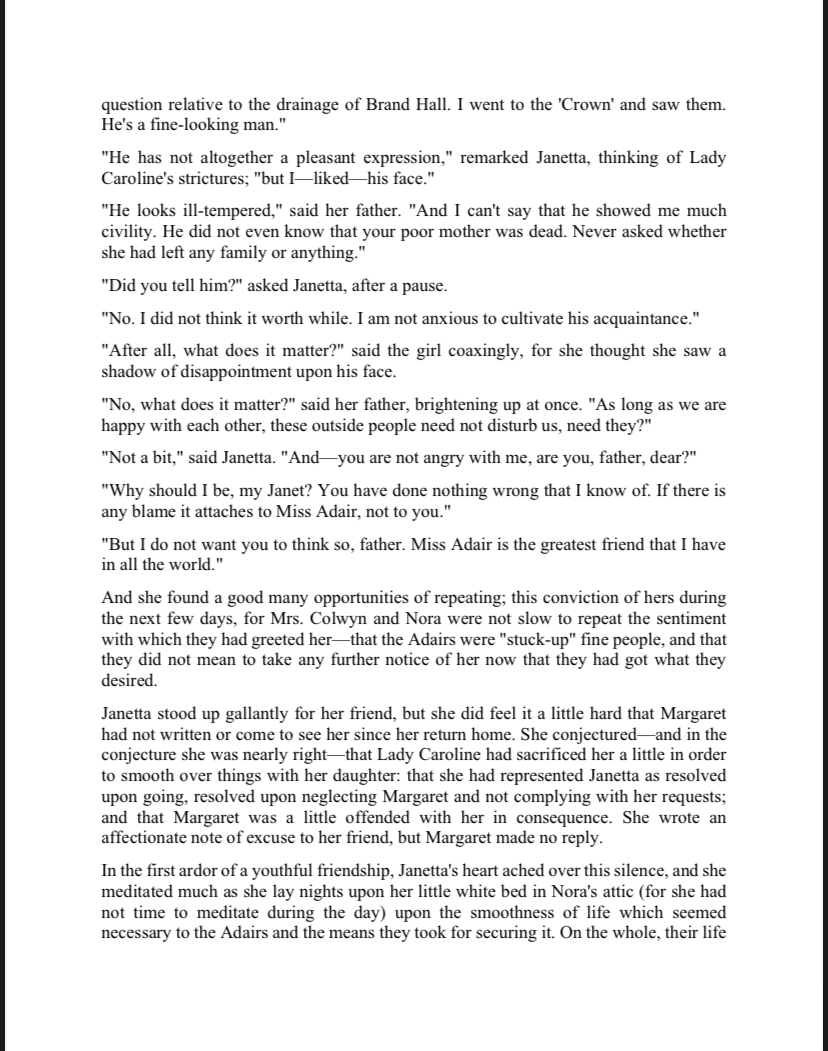 question relative to the drainage of Brand Hall. I went to the 'Crown' and saw them.
He's a fine-looking man."
"He has not altogether a pleasant expression," remarked Janetta, thinking of Lady
Caroline's strictures; "but I—liked—his face."
"He looks ill-tempered," said her father. "And I can't say that he showed me much
civility. He did not even know that your poor mother was dead. Never asked whether
she had left any family or anything."
"Did you tell him?" asked Janetta, after a pause.
"No. I did not think it worth while. I am not anxious to cultivate his acquaintance."
"After all, what does it matter?" said the girl coaxingly, for she thought she saw a
shadow of disappointment upon his face.
"No, what does it matter?" said her father, brightening up at once. "As long as we are
happy with each other, these outside people need not disturb us, need they?"
"Not a bit," said Janetta. "And—you are not angry with me, are you, father, dear?"
"Why should I be, my Janet? You have done nothing wrong that I know of. If there is
any blame it attaches to Miss Adair, not to you."
"But I do not want you to think so, father. Miss Adair is the greatest friend that I have
in all the world."
And she found a good many opportunities of repeating; this conviction of hers during
the next few days, for Mrs. Colwyn and Nora were not slow to repeat the sentiment
with which they had greeted her—that the Adairs were "stuck-up" fine people, and that
they did not mean to take any further notice of her now that they had got what they
desired.
Janetta stood up gallantly for her friend, but she did feel it a little hard that Margaret
had not written or come to see her since her return home. She conjectured—and in the
conjecture she was nearly right—that Lady Caroline had sacrificed her a little in order
to smooth over things with her daughter: that she had represented Janetta as resolved
upon going, resolved upon neglecting Margaret and not complying with her requests;
and that Margaret was a little offended with her in consequence. She wrote an
affectionate note of excuse to her friend, but Margaret made no reply.
In the first ardor of a youthful friendship, Janetta's heart ached over this silence, and she
meditated much as she lay nights upon her little white bed in Nora's attic (for she had
not time to meditate during the day) upon the smoothness of life which seemed
necessary to the Adairs and the means they took for securing it. On the whole, their life